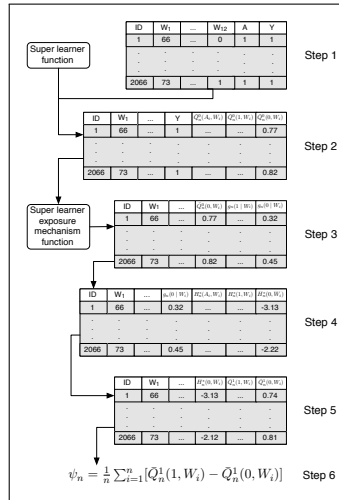 ID W₁ ... W₁₂ A Y
1 66 ... 0 1 1
. . . . . .
. . . . . .
. . . . . .
2066 73 ... 1 1 1
Super learner
function
Step 1
ID W₁ ... Y Q̄⁰ₙ(Aᵢ, Wᵢ) Q̄⁰ₙ(1, Wᵢ) Q̄⁰ₙ(0, Wᵢ)
1 66 ... 1 ... ... 0.77
. . . . . . .
. . . . . . .
. . . . . . .
2066 73 ... 1 ... ... 0.82
Step 2
Super learner
exposure
mechanism
function
ID W₁ ... Q̄⁰ₙ(0, Wᵢ) gₙ(1 | Wᵢ) gₙ(0 | Wᵢ)
1 66 ... 0.77 ... 0.32
. . . . . .
. . . . . .
. . . . . .
2066 73 ... 0.82 ... 0.45
Step 3
ID W₁ ... gₙ(0 | Wᵢ) H*ₙ(Aᵢ, Wᵢ) H*ₙ(1, Wᵢ) H*ₙ(0, Wᵢ)
1 66 ... 0.32 ... ... -3.13
. . . . . . .
. . . . . . .
. . . . . . .
2066 73 ... 0.45 ... ... -2.22
Step 4
ID W₁ ... H*ₙ(0, Wᵢ) Q̄¹ₙ(1, Wᵢ) Q̄¹ₙ(0, Wᵢ)
1 66 ... -3.13 ... 0.74
. . . . . .
. . . . . .
. . . . . .
2066 73 ... -2.12 ... 0.81
Step 5
ψₙ = 1/n ∑ⁿᵢ₌₁[Q̄¹ₙ(1, Wᵢ) − Q̄¹ₙ(0, Wᵢ)] Step 6